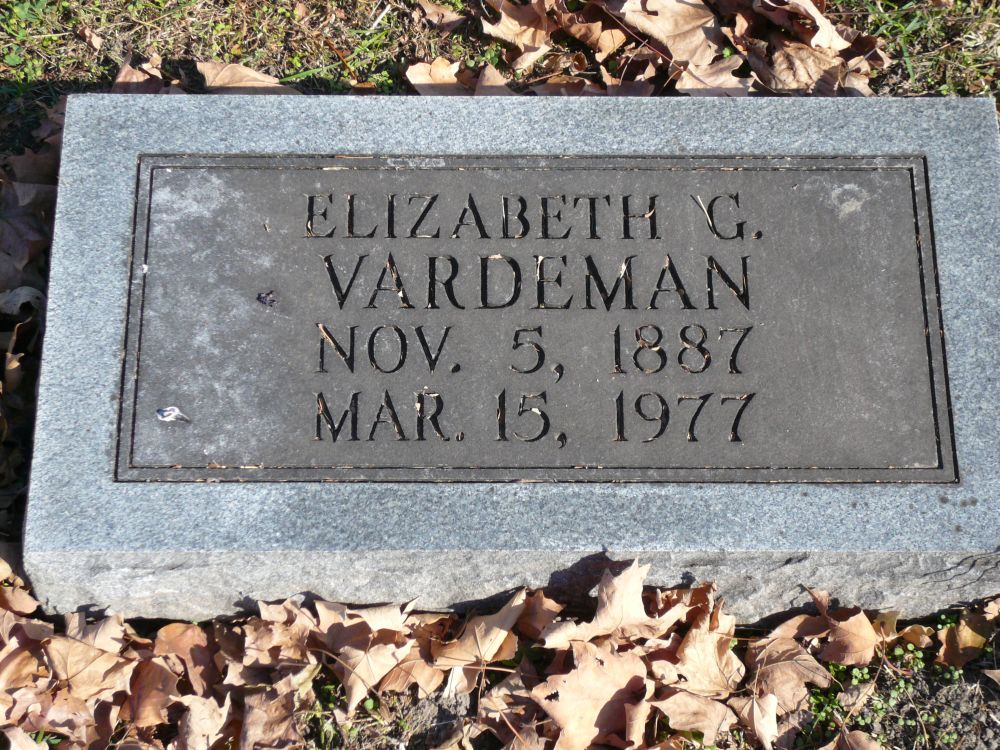 ELIZABETH G.
VARDEMAN
NOV. 5, 1887
MAR. 15, 1977